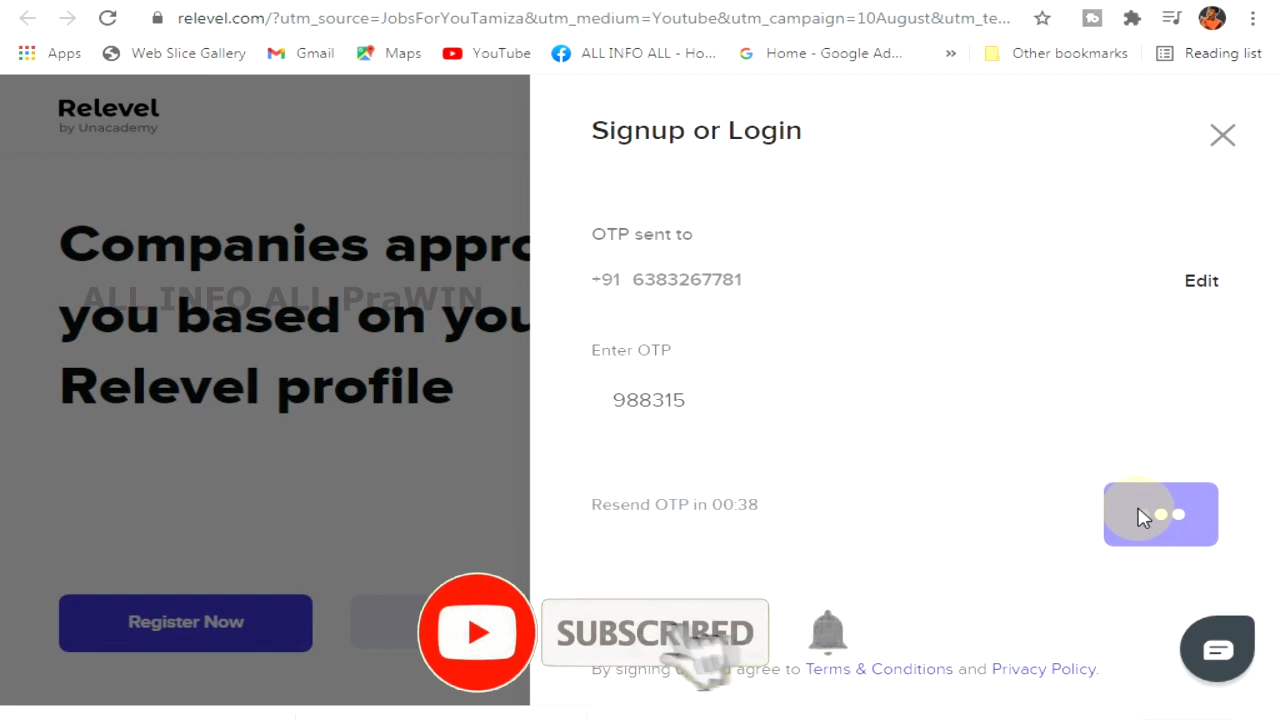 relevel.com/?utm_source=JobsForYouTamiza&utm_medium=Youtube&utm_campaign=10August&utm_te...
Apps
Web Slice Gallery
Gmail
Maps
YouTube
ALL INFO ALL - Ho...
Home - Google Ad...
»
Other bookmarks
Reading list
Relevel
by Unacademy
Companies appro
you based on you
Relevel profile
ALL INFO ALL PraWIN
Register Now
Signup or Login
OTP sent to
+91 6383267781
Edit
Enter OTP
988315
Resend OTP in 00:38
SUBSCRIBED
By signing agree to Terms & Conditions and Privacy Policy.